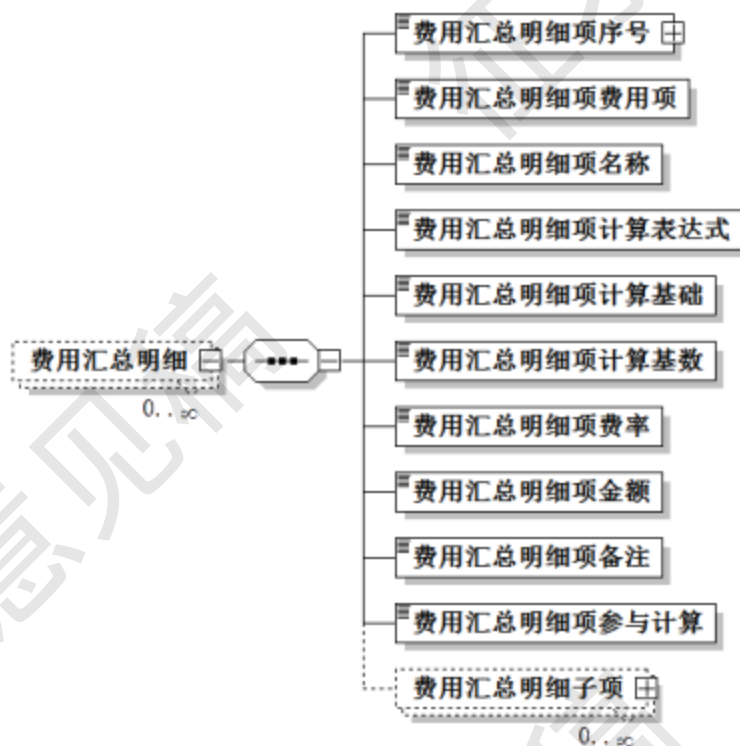 费用汇总明细项序号
费用汇总明细项费用项
费用汇总明细项名称
费用汇总明细项计算表达式
费用汇总明细项计算基础
费用汇总明细
费用汇总明细项计算基数
0..∞
费用汇总明细项费率
费用汇总明细项金额
费用汇总明细项备注
费用汇总明细项参与计算
费用汇总明细子项
0..∞
意见稿